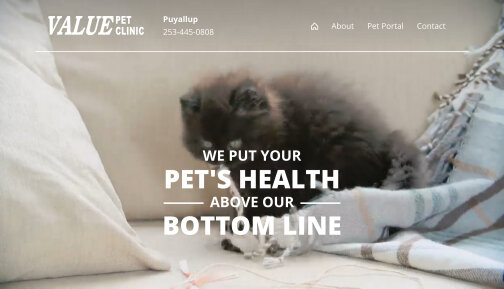 VALUE PET CLINIC
Puyallup
253-445-0808
About
Pet Portal
Contact
WE PUT YOUR
PET'S HEALTH
ABOVE OUR
BOTTOM LINE